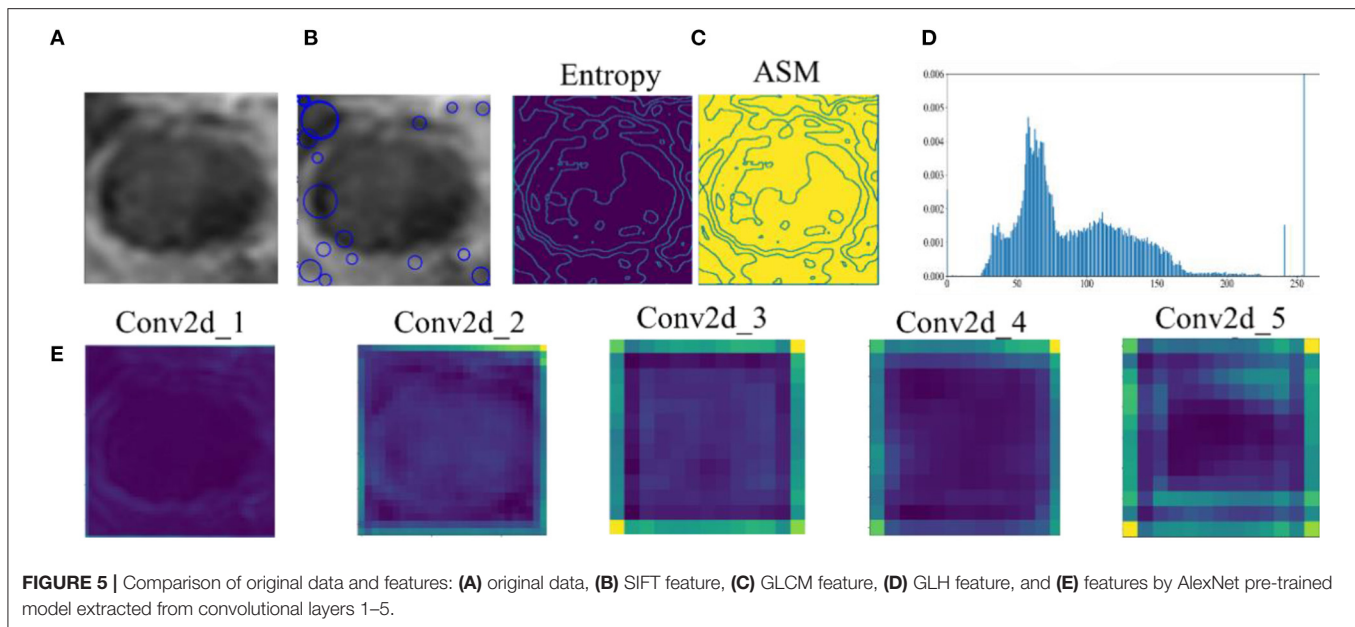 A
B
C
D
Entropy
ASM
0.006
0.005
0.004
0.003
0.002
0.001
0.000
0
50
100
150
200
250
E
Conv2d_1
Conv2d_2
Conv2d_3
Conv2d_4
Conv2d_5
FIGURE 5 | Comparison of original data and features: (A) original data, (B) SIFT feature, (C) GLCM feature, (D) GLH feature, and (E) features by AlexNet pre-trained
model extracted from convolutional layers 1–5.